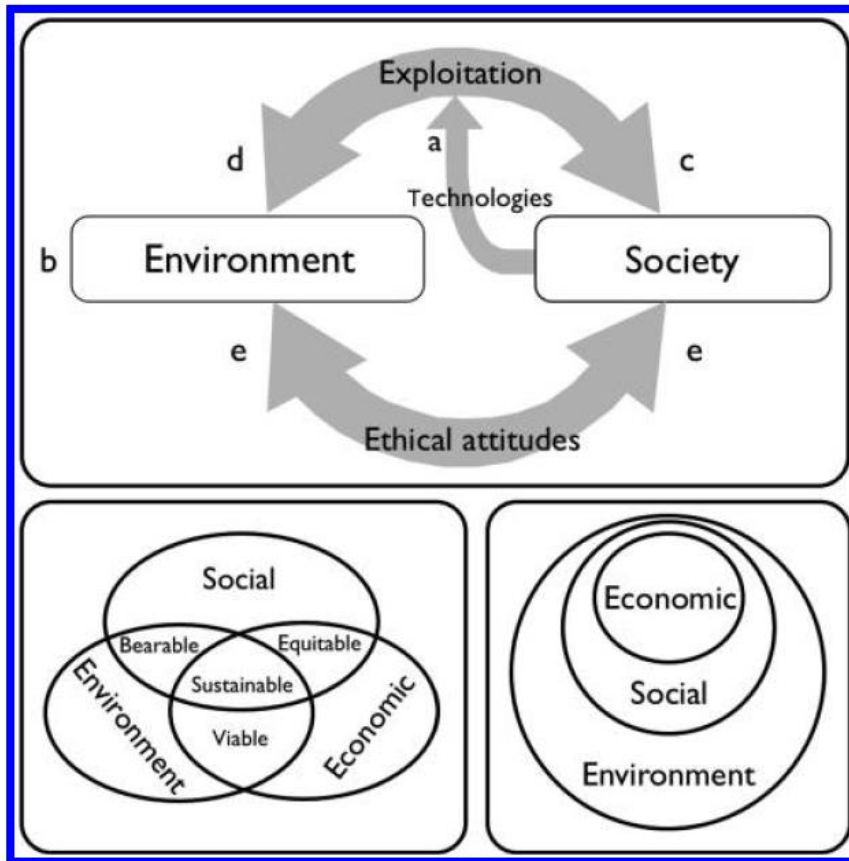 Exploitation
d
a
c
Technologies
b
Environment
Society
e
e
Ethical attitudes
Social
Bearable
Equitable
Sustainable
Environment
Economic
Viable
Economic
Social
Environment